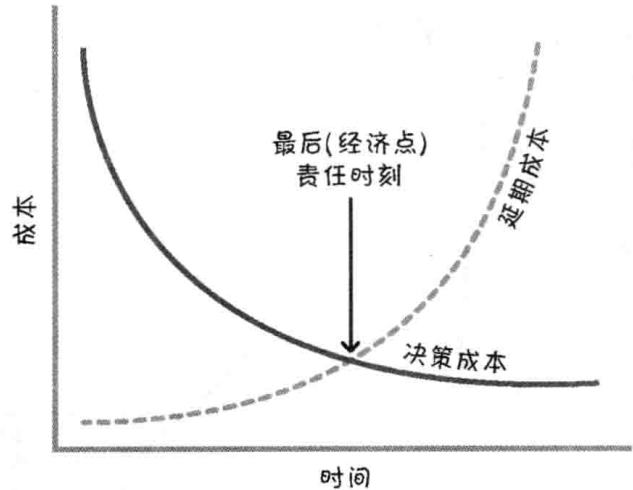 最后(经济点)
责任时刻
延期成本
成本
决策成本
时间